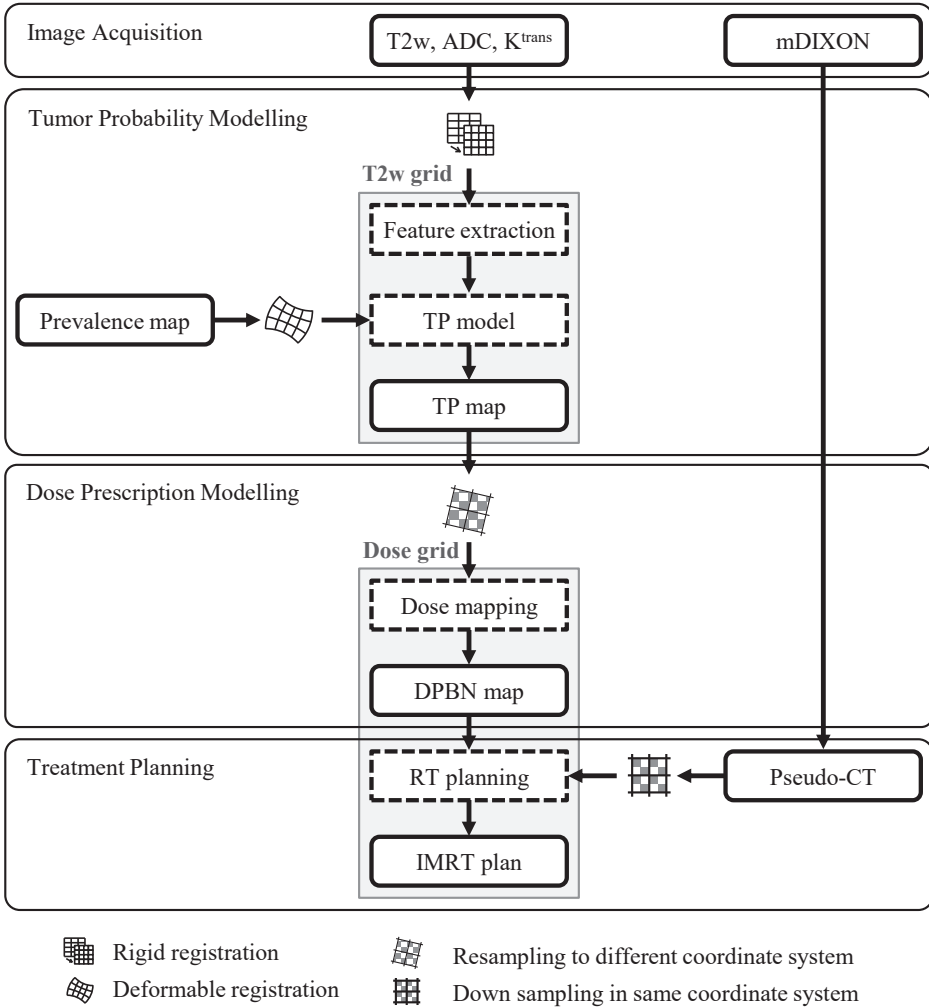 Image Acquisition
T2w, ADC, K^trans
mDIXON
Tumor Probability Modelling
T2w grid
Feature extraction
Prevalence map
TP model
TP map
Dose Prescription Modelling
Dose grid
Dose mapping
DPBN map
Treatment Planning
RT planning
Pseudo-CT
IMRT plan
Rigid registration
Resampling to different coordinate system
Deformable registration
Down sampling in same coordinate system